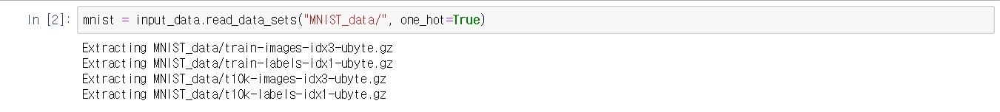 In [2]: mnist = input_data.read_data_sets("MNIST_data/", one_hot=True)
Extracting MNIST_data/train-images-idx3-ubyte.gz
Extracting MNIST_data/train-labels-idx1-ubyte.gz
Extracting MNIST_data/t10k-images-idx3-ubyte.gz
Extracting MNIST_data/t10k-labels-idx1-ubyte.gz